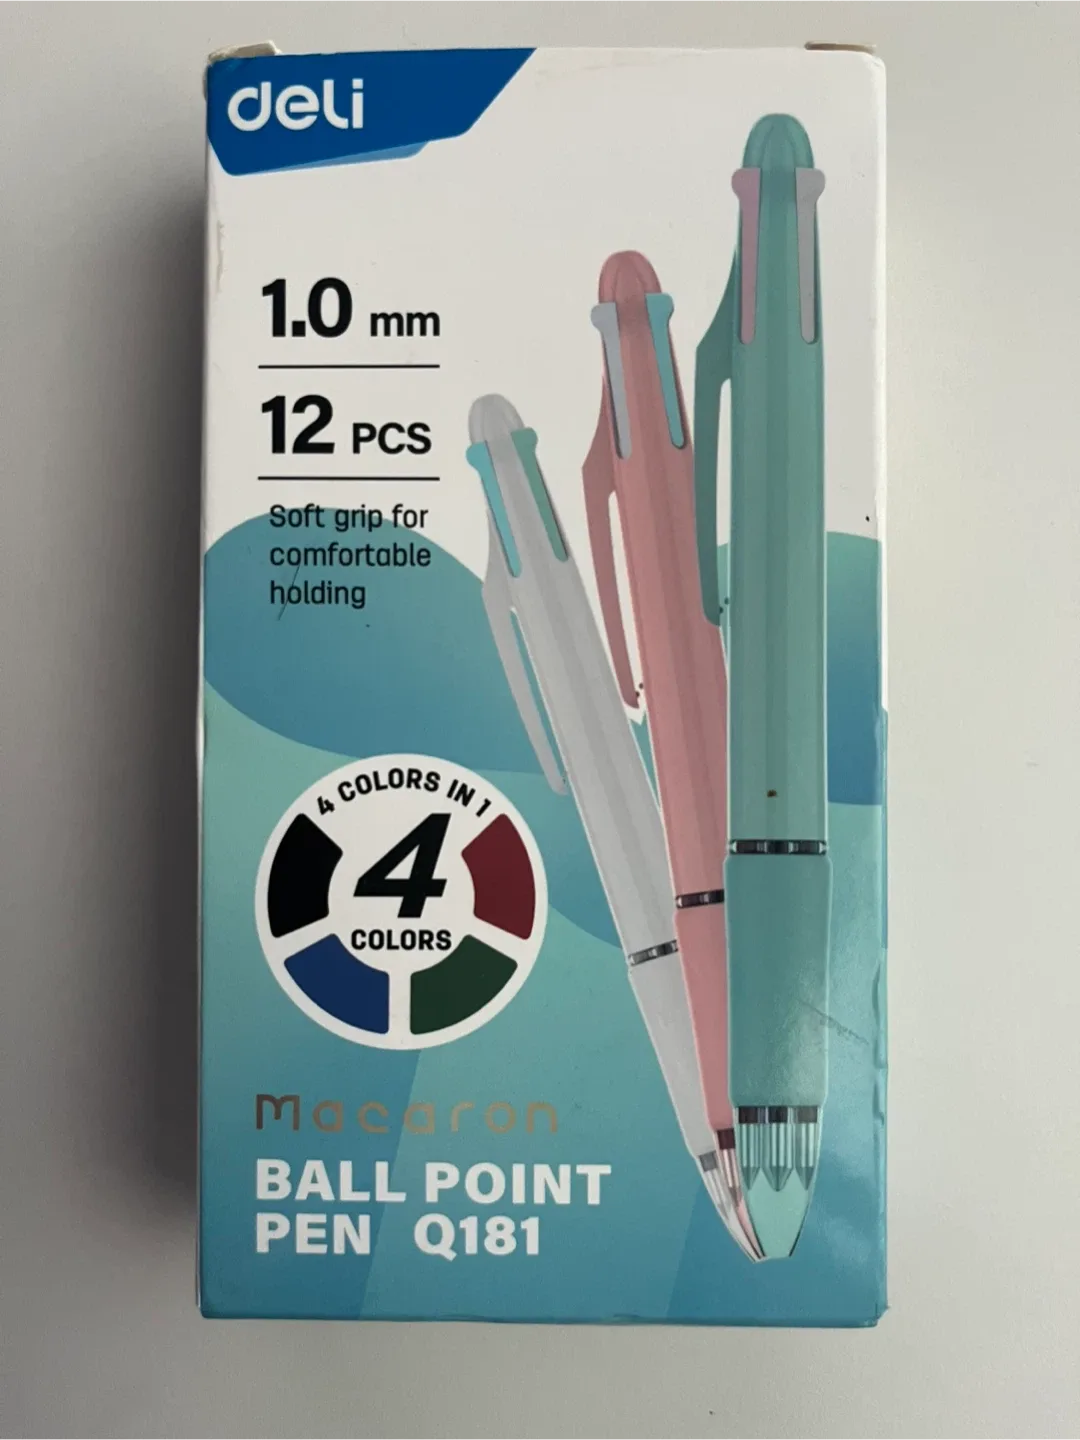 deli
1.0 mm
12 PCS
Soft grip for
comfortable
holding
4 COLORS IN 1
4
COLORS
Macaron
BALL POINT
PEN Q181